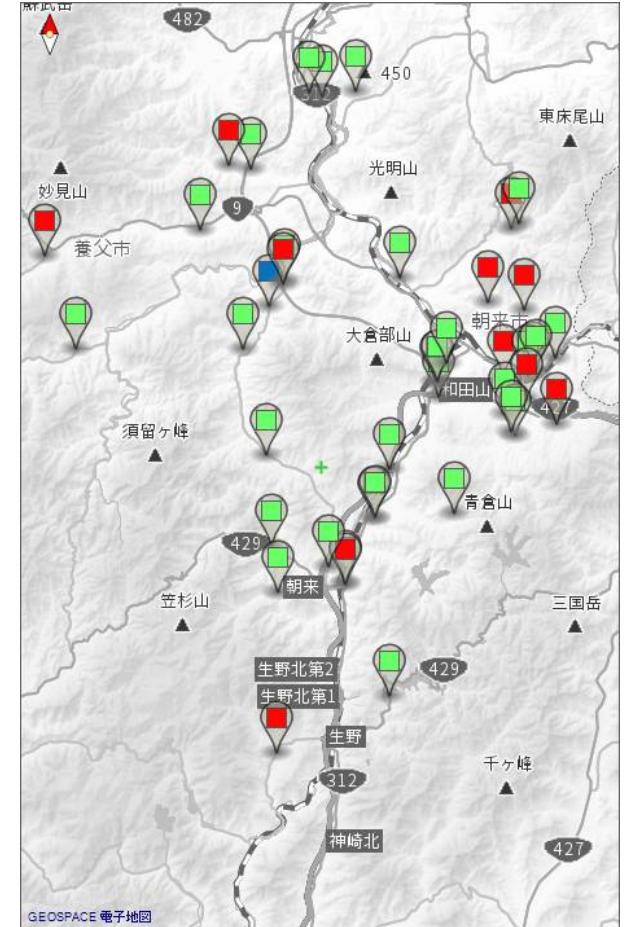 482
450
312
東床尾山
光明山
妙見山
9
養父市
朝来市
大倉部山
和田山
427
須留ヶ峰
青倉山
429
朝来
笠杉山
三国岳
生野北第2
429
生野北第1
生野
千ヶ峰
312
神崎北
427
GEOSPACE 電子地図